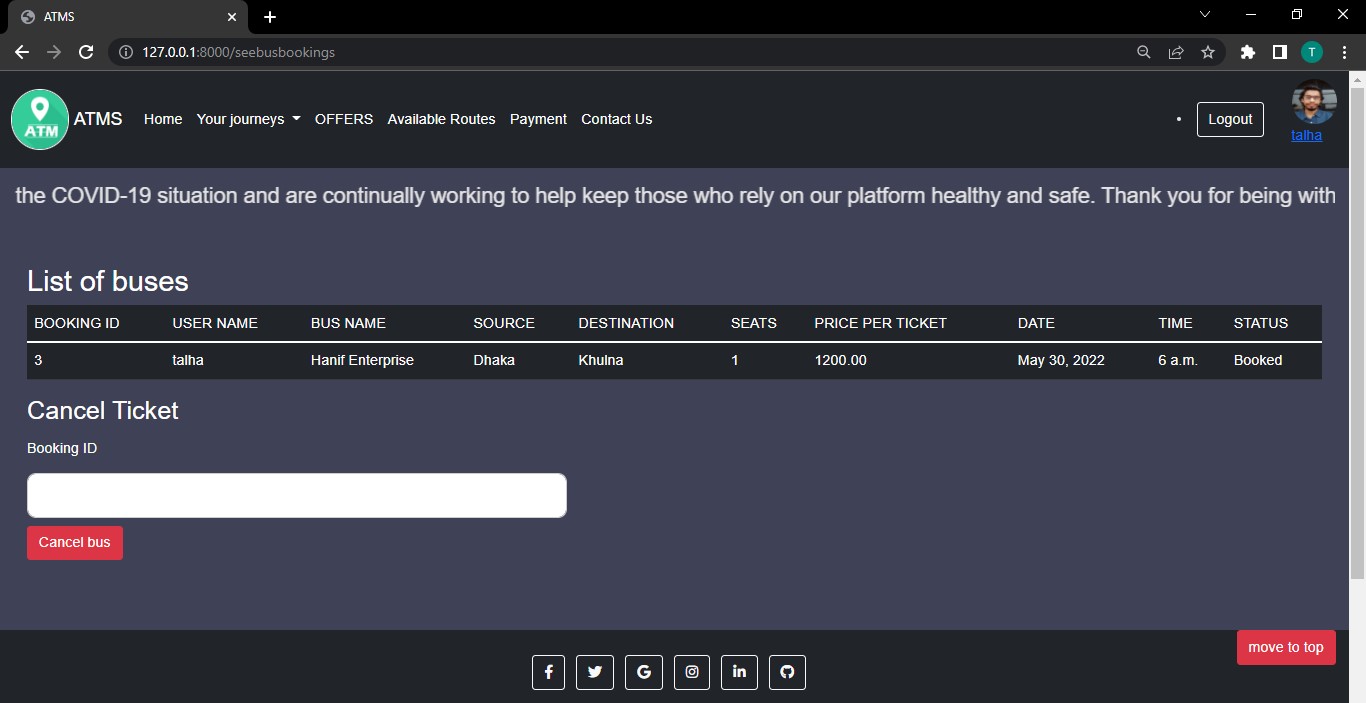 ATMS
127.0.0.1:8000/seebusbookings
T
ATM
ATMS Home Your journeys OFFERS Available Routes Payment Contact Us
Logout
talha
the COVID-19 situation and are continually working to help keep those who rely on our platform healthy and safe. Thank you for being with
List of buses
BOOKING ID USER NAME BUS NAME SOURCE DESTINATION SEATS PRICE PER TICKET DATE TIME STATUS
3 talha Hanif Enterprise Dhaka Khulna 1 1200.00 May 30, 2022 6 a.m. Booked
Cancel Ticket
Booking ID
Cancel bus
move to top